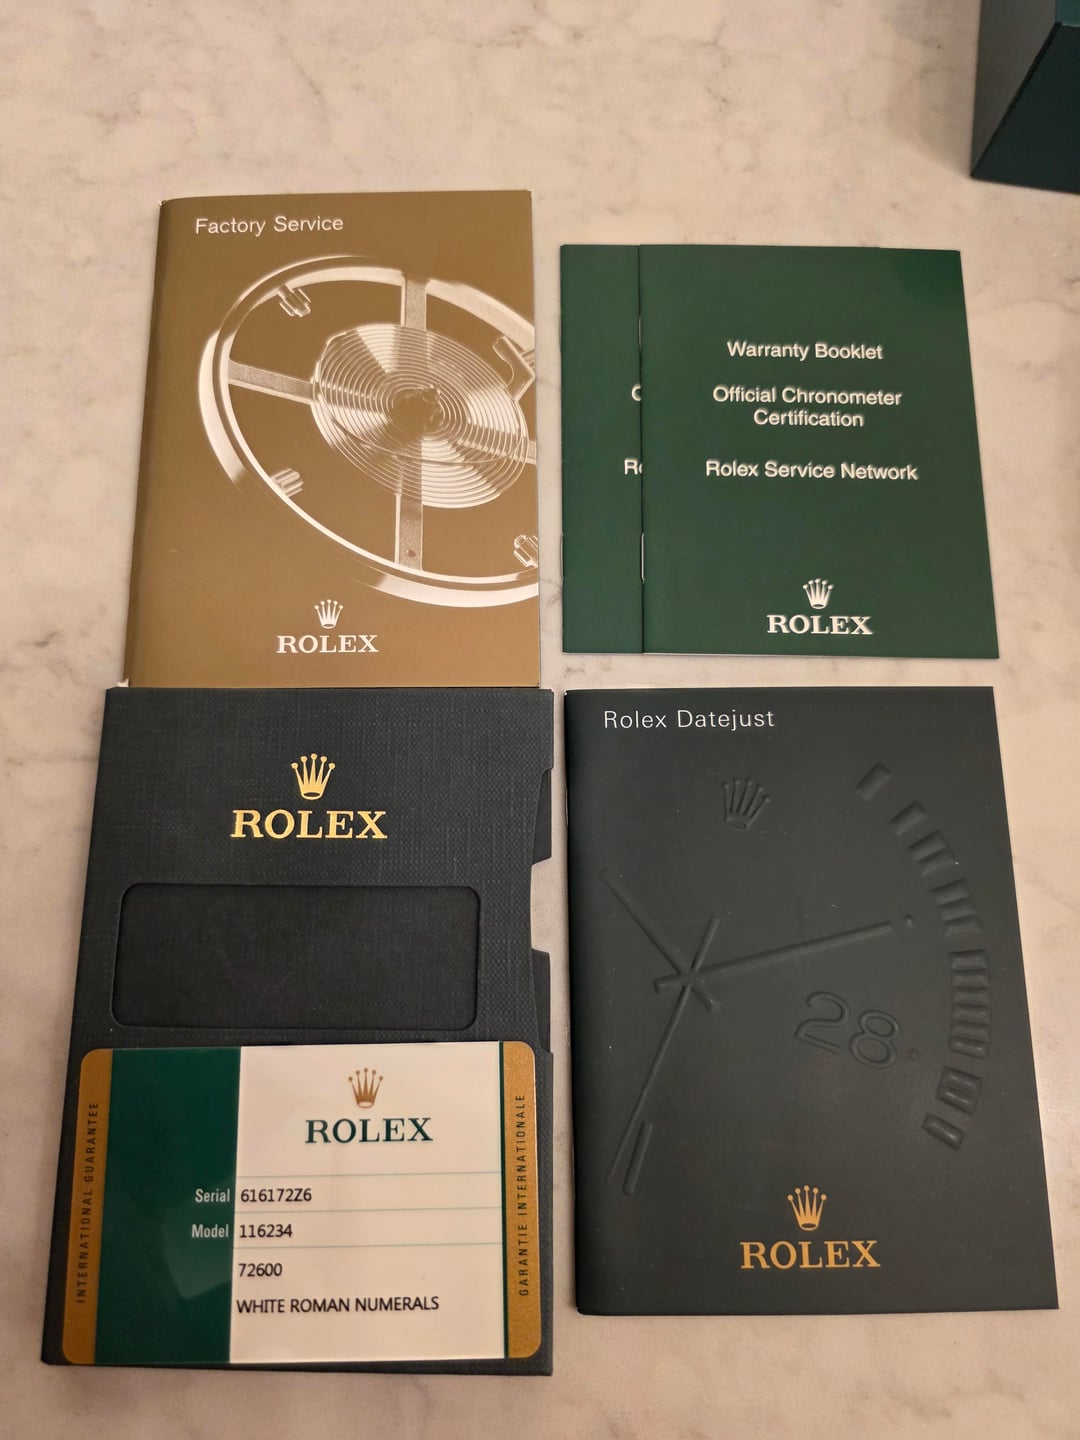 Factory Service
ROLEX
Warranty Booklet
Official Chronometer
Certification
Rolex Service Network
ROLEX
ROLEX
INTERNATIONAL GUARANTEE
ROLEX
Serial 616172Z6
Model 116234
72600
WHITE ROMAN NUMERALS
GARANTIE INTERNATIONALE
Rolex Datejust
28
ROLEX